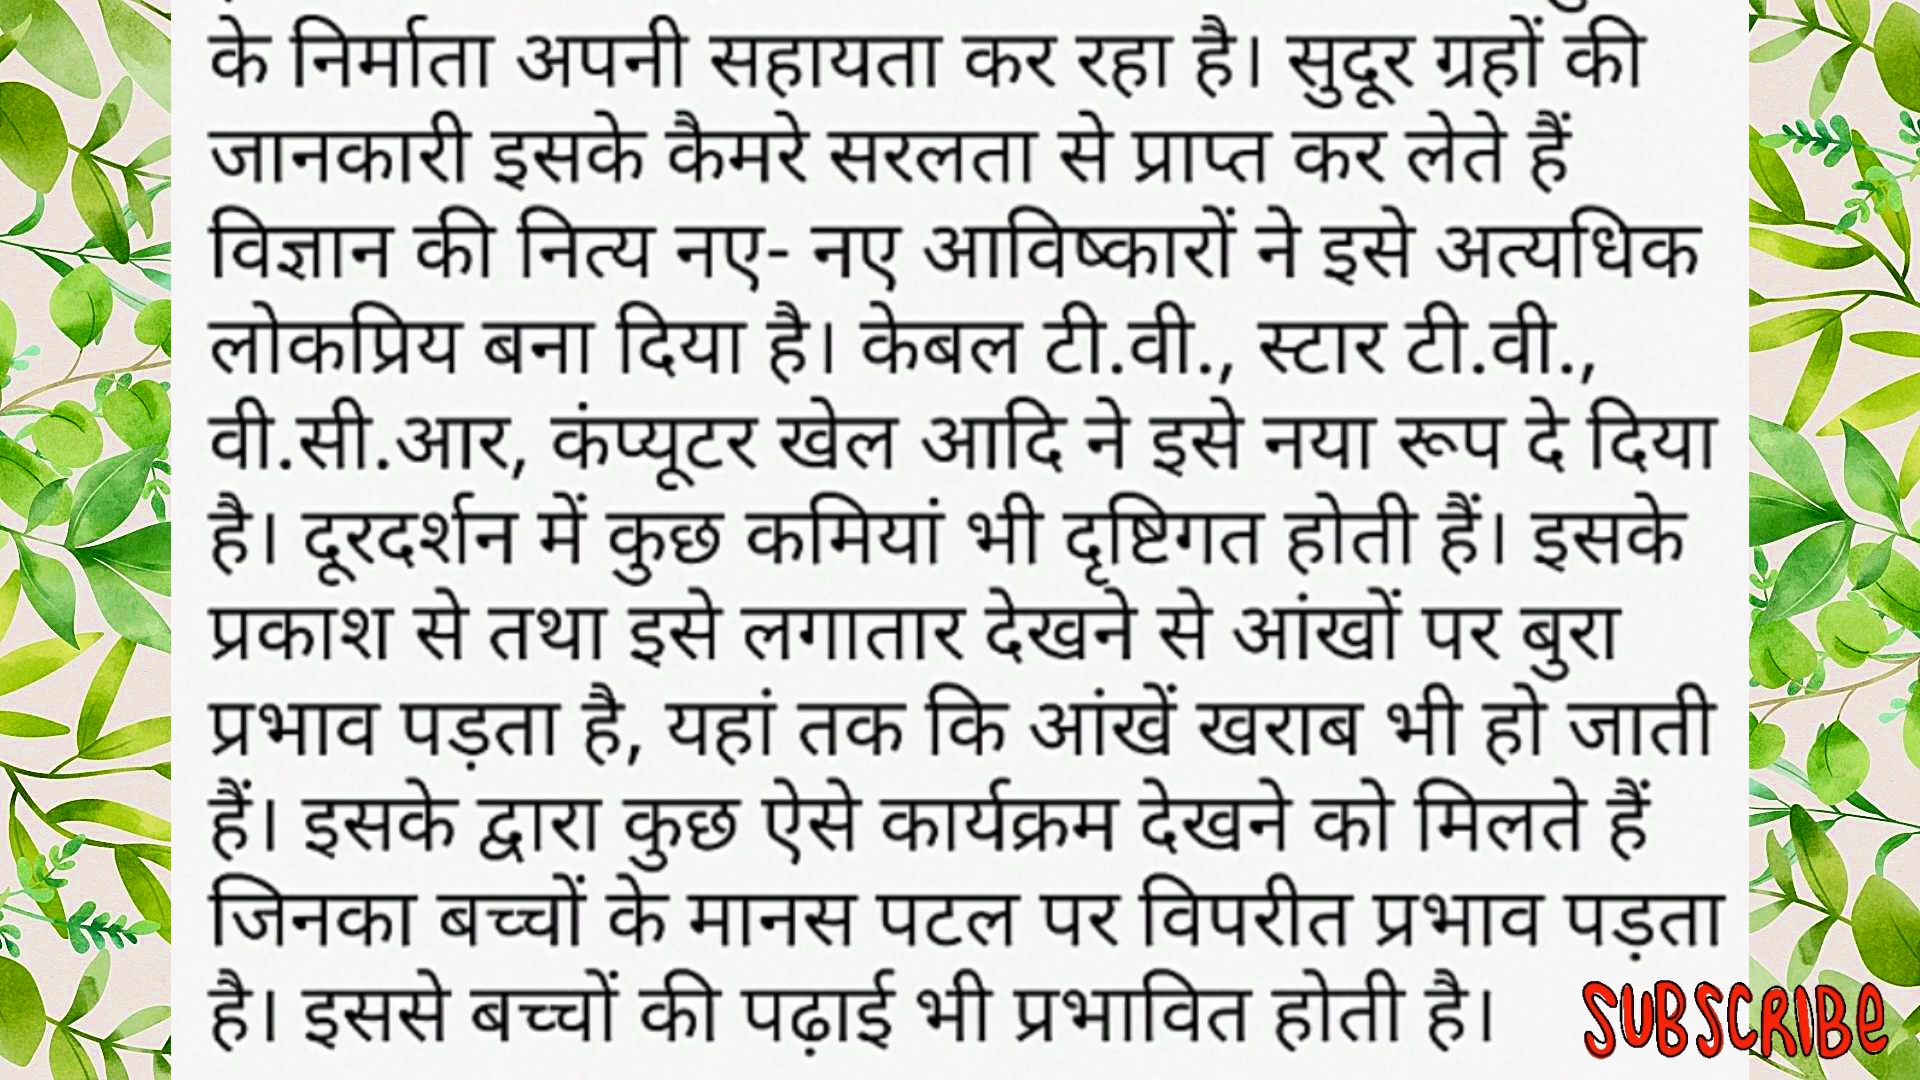 के निर्माता अपनी सहायता कर रहा है। सुदूर ग्रहों की
जानकारी इसके कैमरे सरलता से प्राप्त कर लेते हैं
विज्ञान की नित्य नए- नए आविष्कारों ने इसे अत्यधिक
लोकप्रिय बना दिया है। केबल टी.वी., स्टार टी.वी.,
वी.सी.आर, कंप्यूटर खेल आदि ने इसे नया रूप दे दिया
है। दूरदर्शन में कुछ कमियां भी दृष्टिगत होती हैं। इसके
प्रकाश से तथा इसे लगातार देखने से आंखों पर बुरा
प्रभाव पड़ता है, यहां तक कि आंखें खराब भी हो जाती
हैं। इसके द्वारा कुछ ऐसे कार्यक्रम देखने को मिलते हैं
जिनका बच्चों के मानस पटल पर विपरीत प्रभाव पड़ता
है। इससे बच्चों की पढ़ाई भी प्रभावित होती है।
SUBSCRIBE